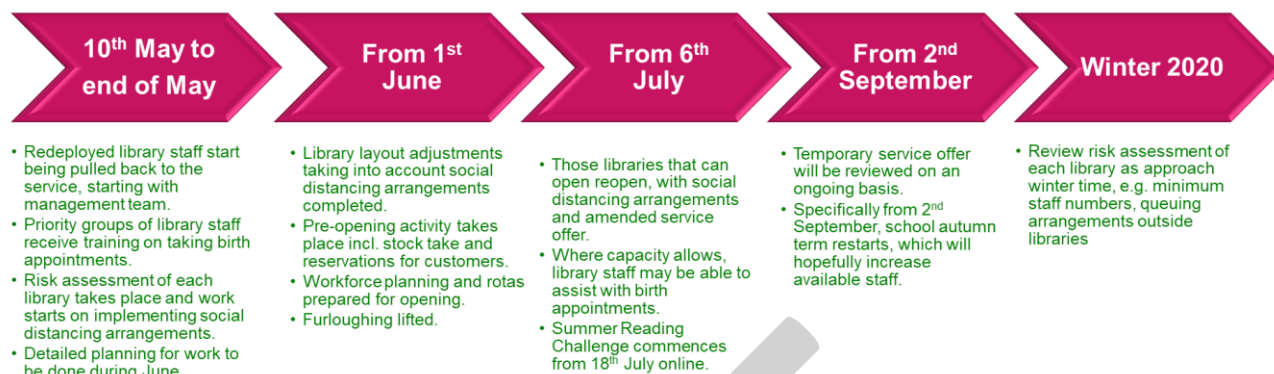 10th May to
end of May
• Redeployed library staff start
being pulled back to the
service, starting with
management team.
• Priority groups of library staff
receive training on taking birth
appointments.
• Risk assessment of each
library takes place and work
starts on implementing social
distancing arrangements.
• Detailed planning for work to
be done during June
From 1st
June
• Library layout adjustments
taking into account social
distancing arrangements
completed.
• Pre-opening activity takes
place incl. stock take and
reservations for customers.
• Workforce planning and rotas
prepared for opening.
• Furloughing lifted.
From 6th
July
• Those libraries that can
open reopen, with social
distancing arrangements
and amended service
offer.
• Where capacity allows,
library staff may be able to
assist with birth
appointments.
• Summer Reading
Challenge commences
from 18th July online.
From 2nd
September
• Temporary service offer
will be reviewed on an
ongoing basis.
• Specifically from 2nd
September, school autumn
term restarts, which will
hopefully increase
available staff.
Winter 2020
• Review risk assessment of
each library as approach
winter time, e.g. minimum
staff numbers, queuing
arrangements outside
libraries